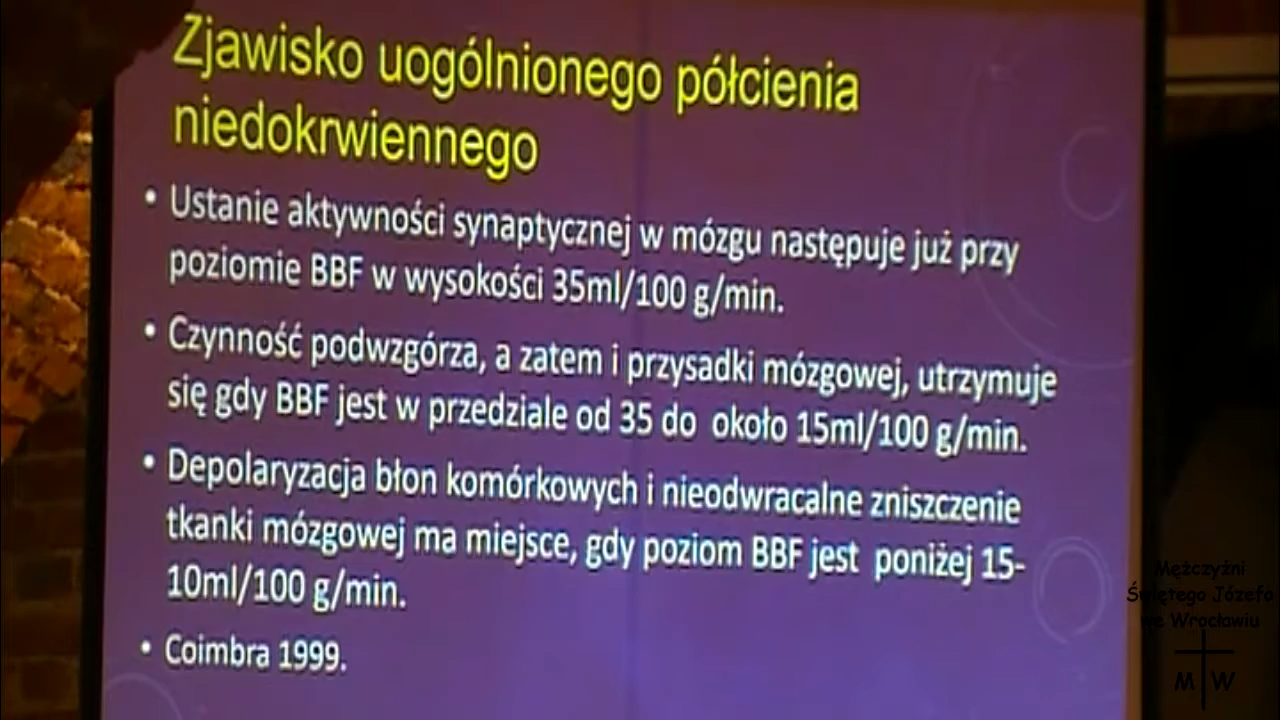 Zjawisko uogólnionego półcienia
niedokrwiennego
• Ustanie aktywności synaptycznej w mózgu następuje już przy
poziomie BBF w wysokości 35ml/100 g/min.
• Czynność podwzgórza, a zatem i przysadki mózgowej, utrzymuje
się gdy BBF jest w przedziale od 35 do około 15ml/100 g/min.
• Depolaryzacja błon komórkowych i nieodwracalne zniszczenie
tkanki mózgowej ma miejsce, gdy poziom BBF jest poniżej 15-
10ml/100 g/min.
• Coimbra 1999.
Mężczyźni
Świętego Józefa
we Wrocławiu
M W